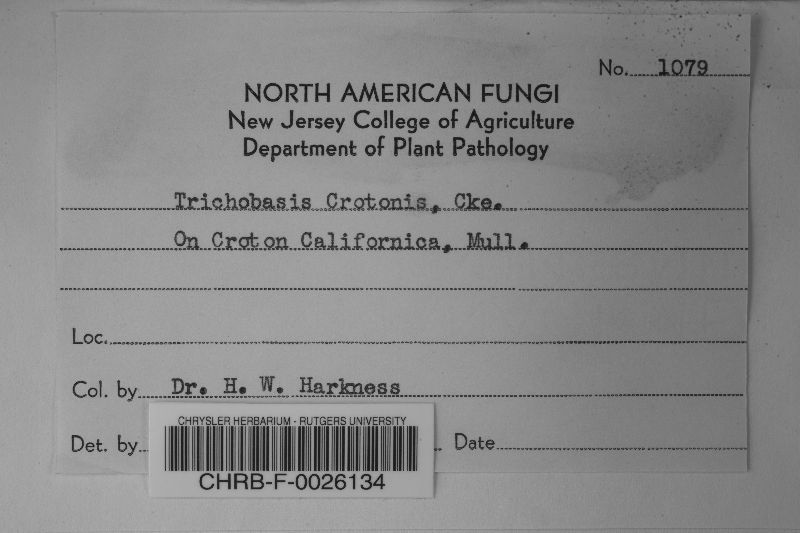 No. 1079
NORTH AMERICAN FUNGI
New Jersey College of Agriculture
Department of Plant Pathology
Trichobasis Crotonis, Cke.
On Croton Californica, Mull.
Loc.
Col. by Dr. H. W. Harkness
Det. by Date
CHRYSLER HERBARIUM - RUTGERS UNIVERSITY
CHRB-F-0026134